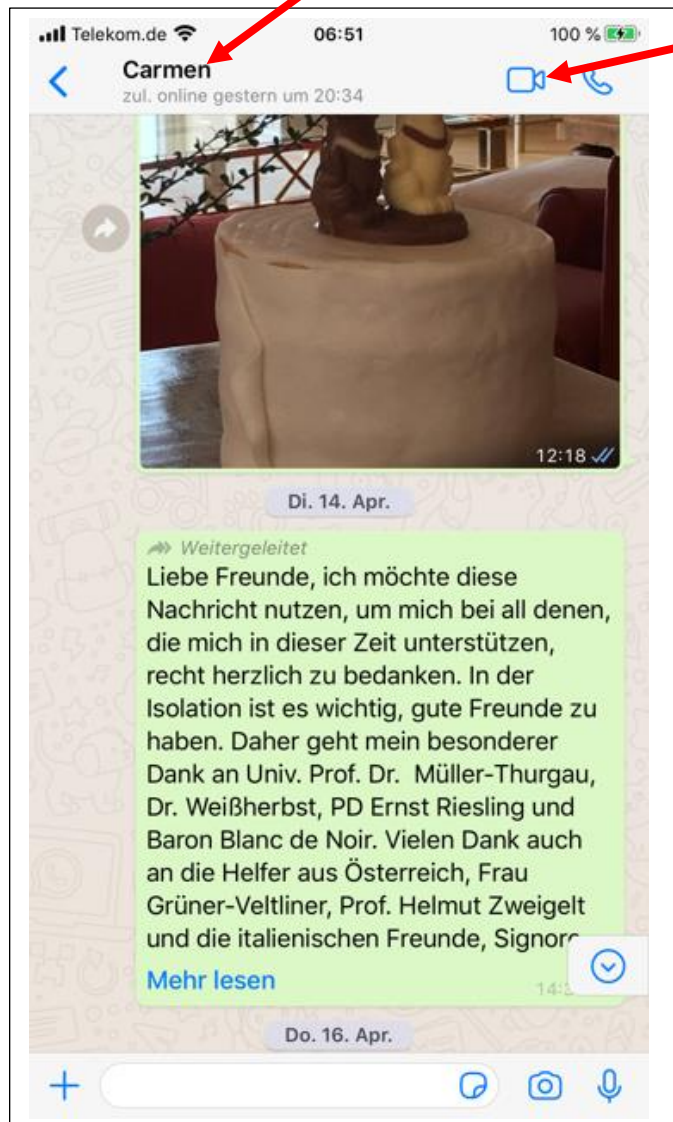 Telekom.de 06:51 100 %
Carmen
zul. online gestern um 20:34
12:18
Di. 14. Apr.
Weitergeleitet
Liebe Freunde, ich möchte diese
Nachricht nutzen, um mich bei all denen,
die mich in dieser Zeit unterstützen,
recht herzlich zu bedanken. In der
Isolation ist es wichtig, gute Freunde zu
haben. Daher geht mein besonderer
Dank an Univ. Prof. Dr. Müller-Thurgau,
Dr. Weißherbst, PD Ernst Riesling und
Baron Blanc de Noir. Vielen Dank auch
an die Helfer aus Österreich, Frau
Grüner-Veltliner, Prof. Helmut Zweigelt
und die italienischen Freunde,
Mehr lesen
Do. 16. Apr.